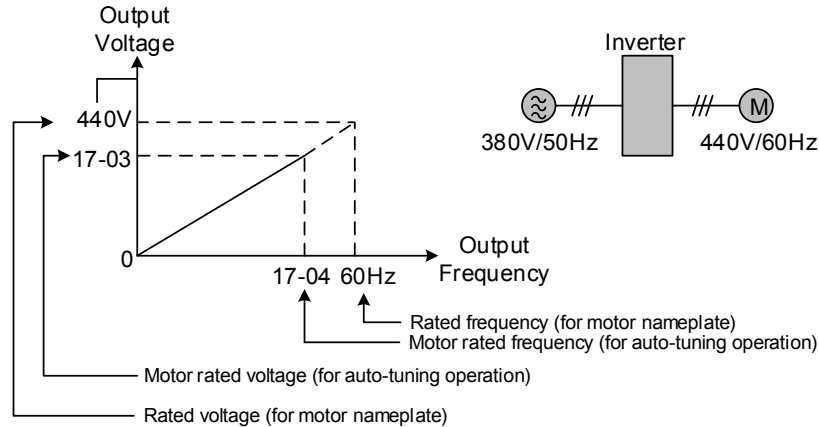 Output
Voltage
440V
17-03
0
17-04 60Hz
Output
Frequency
Rated frequency (for motor nameplate)
Motor rated frequency (for auto-tuning operation)
Motor rated voltage (for auto-tuning operation)
Rated voltage (for motor nameplate)
Inverter
M
380V/50Hz
440V/60Hz